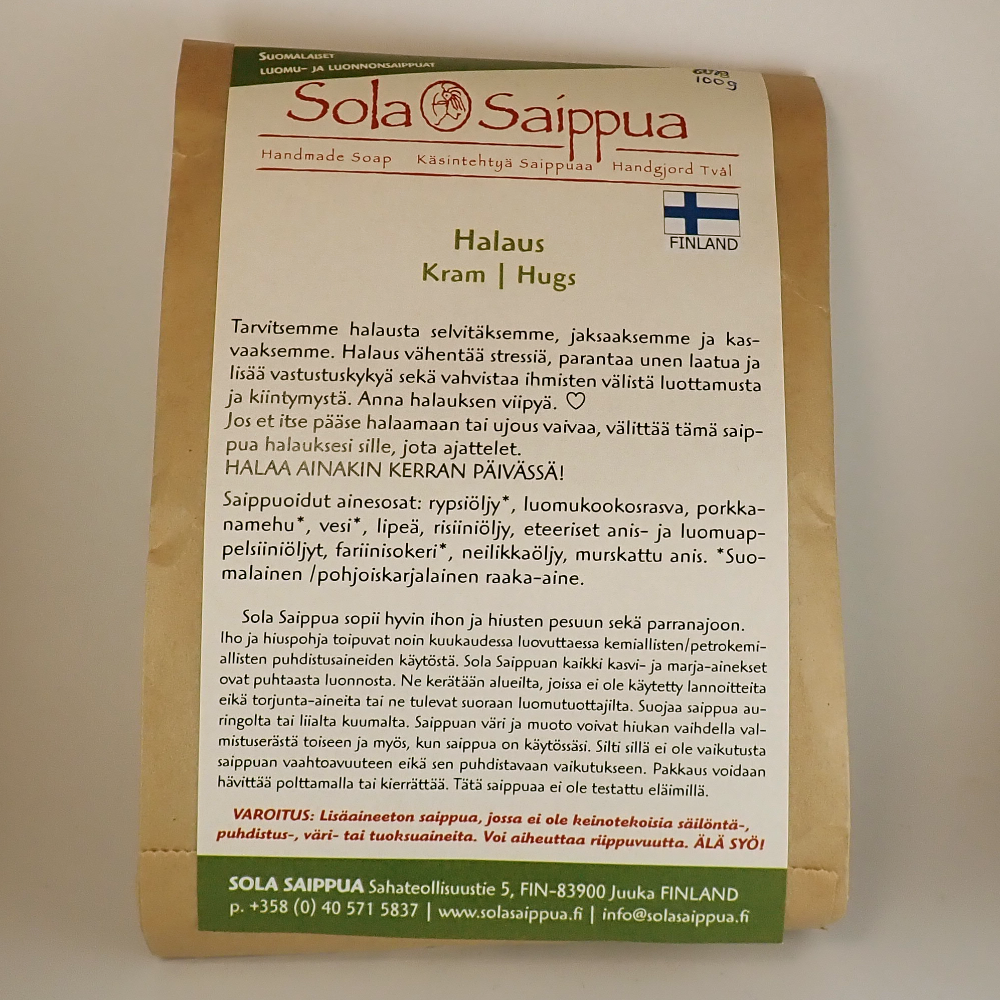 SUOMALAISET
LUOMU- JA LUONNONSAIPPUAT
100g
Sola Saippua
Handmade Soap Käsintehtyä Saippuaa Handgjord Tvål
FINLAND
Halaus
Kram | Hugs
Tarvitsemme halausta selvitäksemme, jaksaaksemme ja kas-
vaaksemme. Halaus vähentää stressiä, parantaa unen laatua ja
lisää vastustuskykyä sekä vahvistaa ihmisten välistä luottamusta
ja kiintymystä. Anna halauksen viipyä. ♡
Jos et itse pääse halaamaan tai ujous vaivaa, välittää tämä saip-
pua halauksesi sille, jota ajattelet.
HALAA AINAKIN KERRAN PÄIVÄSSÄ!
Saippuoidut ainesosat: rypsiöljy*, luomukookosrasva, porkka-
namehu*, vesi*, lipeä, risiiniöljy, eteeriset anis- ja luomuap-
pelsiiniöljyt, fariinisokeri*, neilikkaöljy, murskattu anis. *Suo-
malainen /pohjoiskarjalainen raaka-aine.
Sola Saippua sopii hyvin ihon ja hiusten pesuun sekä parranajoon.
Iho ja hiuspohja toipuvat noin kuukaudessa luovuttaessa kemiallisten/petrokemi-
allisten puhdistusaineiden käytöstä. Sola Saippuan kaikki kasvi- ja marja-ainekset
ovat puhtaasta luonnosta. Ne kerätään alueilta, joissa ei ole käytetty lannoitteita
eikä torjunta-aineita tai ne tulevat suoraan luomutuottajilta. Suojaa saippua au-
ringolta tai liialta kuumalta. Saippuan väri ja muoto voivat hiukan vaihdella val-
mistuserästä toiseen ja myös, kun saippua on käytössäsi. Silti sillä ei ole vaikutusta
saippuan vaahtoavuuteen eikä sen puhdistavaan vaikutukseen. Pakkaus voidaan
hävittää polttamalla tai kierrättää. Tätä saippuaa ei ole testattu eläimillä.
VAROITUS: Lisäaineeton saippua, jossa ei ole keinotekoisia säilöntä-,
puhdistus-, väri- tai tuoksuaineita. Voi aiheuttaa riippuvuutta. ÄLÄ SYÖ!
SOLA SAIPPUA Sahateollisuustie 5, FIN-83900 Juuka FINLAND
p. +358 (0) 40 571 5837 | www.solasaippua.fi | info@solasaippua.fi